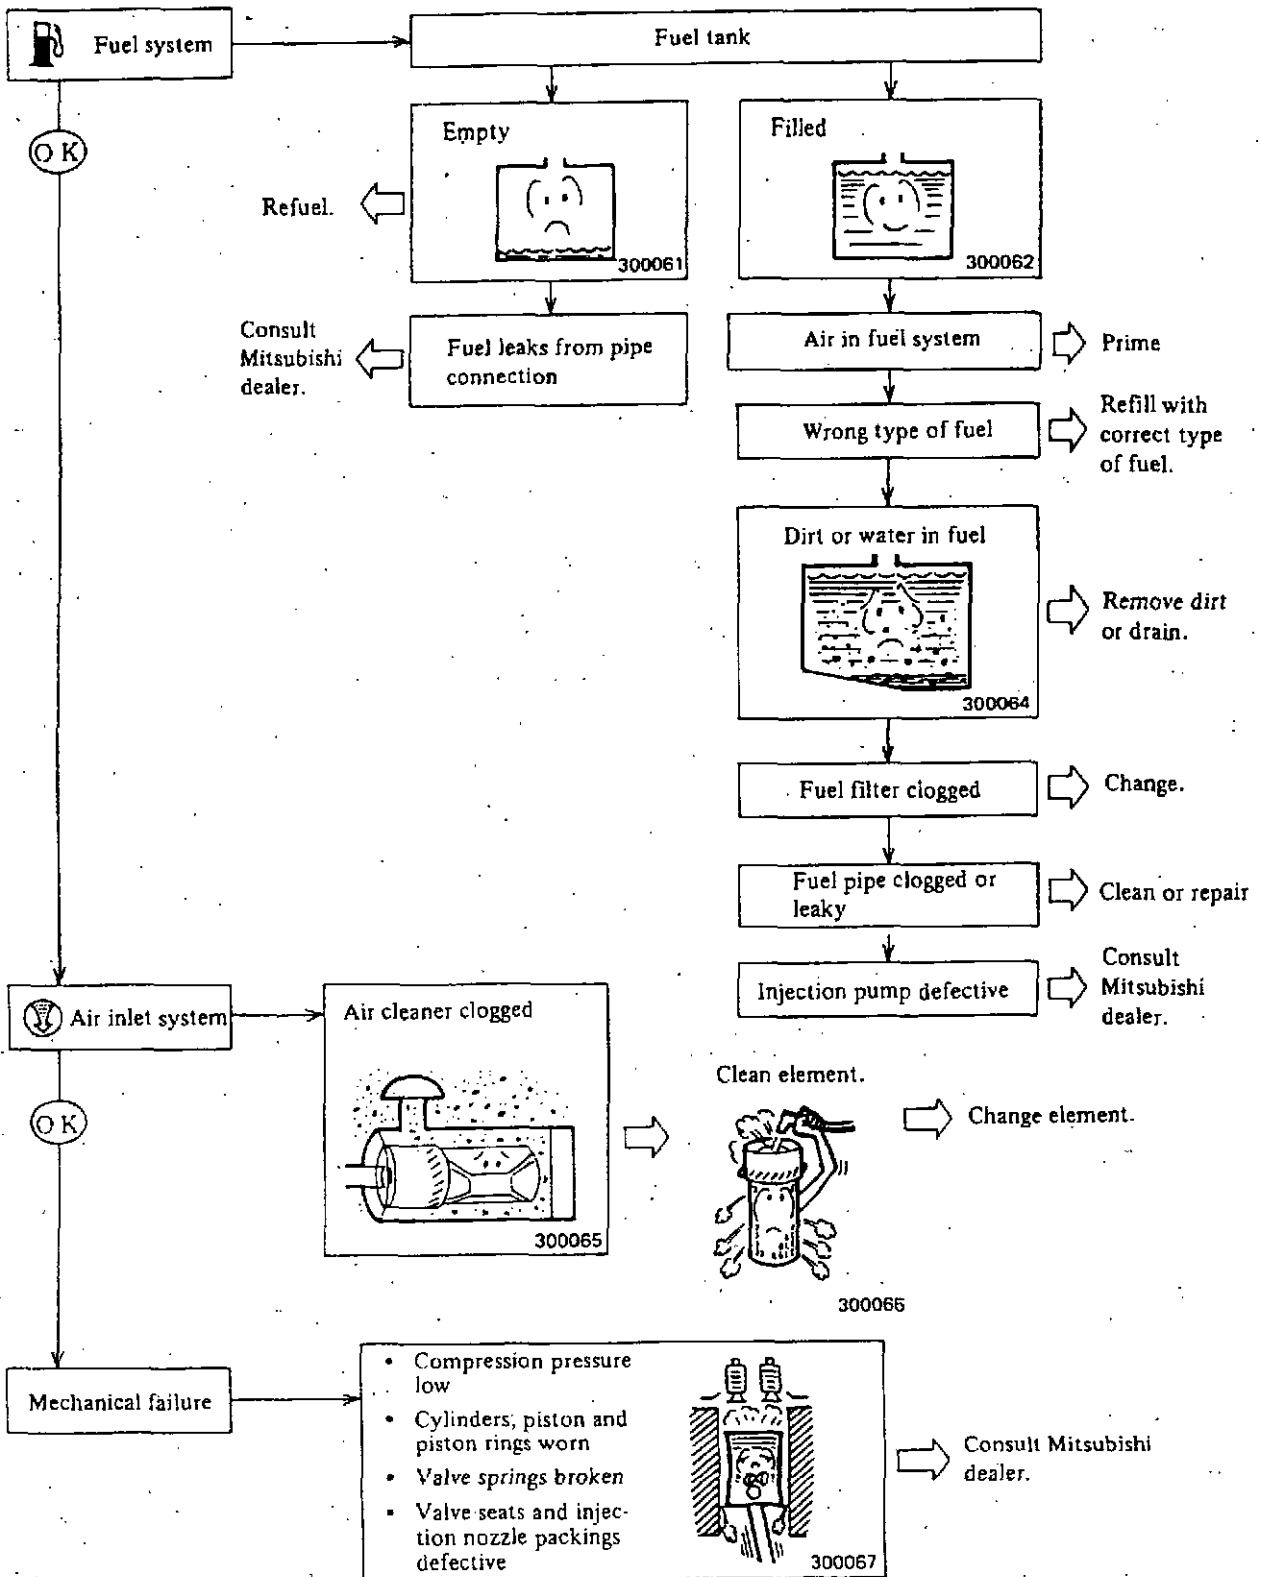 Fuel system
Fuel tank
OK
Empty
300061
Filled
300062
Refuel.
Consult
Mitsubishi
dealer.
Fuel leaks from pipe
connection
Air in fuel system
Prime
Wrong type of fuel
Refill with
correct type
of fuel.
Dirt or water in fuel
300064
Remove dirt
or drain.
Fuel filter clogged
Change.
Fuel pipe clogged or
leaky
Clean or repair
Injection pump defective
Consult
Mitsubishi
dealer.
Air inlet system
Air cleaner clogged
300065
Clean element.
300066
Change element.
OK
Mechanical failure
• Compression pressure
low
• Cylinders, piston and
piston rings worn
• Valve springs broken
• Valve seats and injec-
tion nozzle packings
defective
300067
Consult Mitsubishi
dealer.